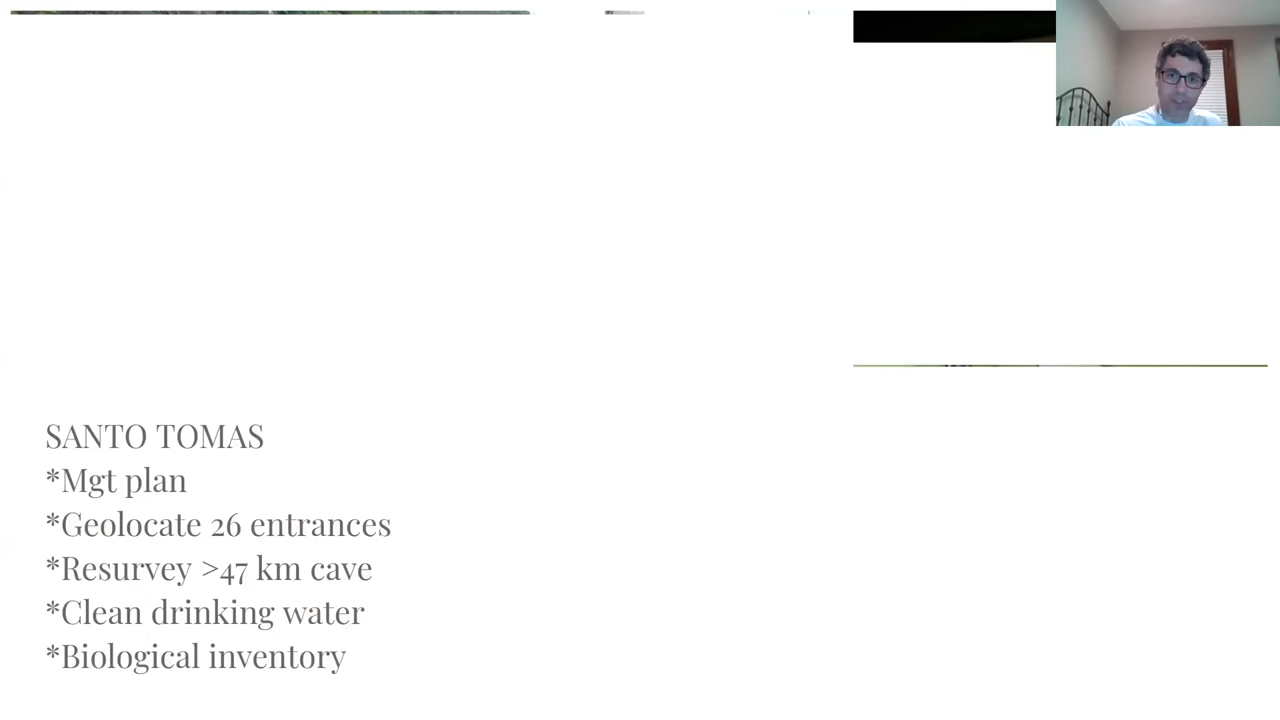 SANTO TOMAS
*Mgt plan
*Geolocate 26 entrances
*Resurvey >47 km cave
*Clean drinking water
*Biological inventory